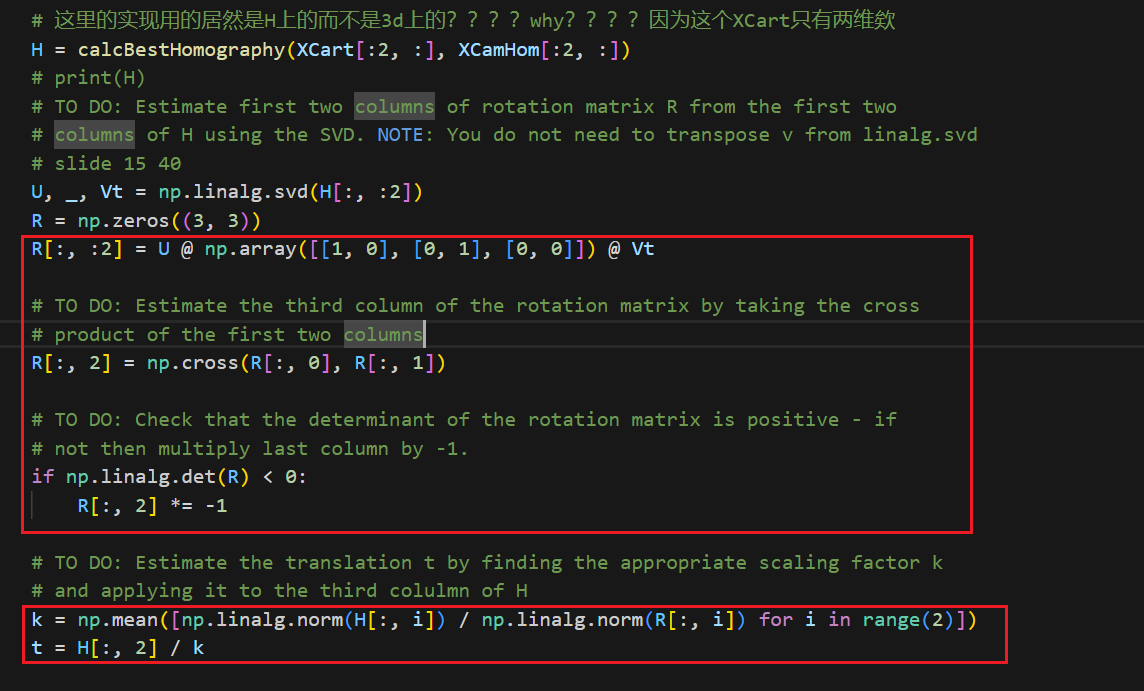 # 这里的实现用的居然是H上的而不是3d上的？？？？why？？？？因为这个XCart只有两维欸
H = calcBestHomography(XCart[:2, :], XCamHom[:2, :])
# print(H)
# TO DO: Estimate first two columns of rotation matrix R from the first two
# columns of H using the SVD. NOTE: You do not need to transpose v from linalg.svd
# slide 15 40
U, _, Vt = np.linalg.svd(H[:, :2])
R = np.zeros((3, 3))
R[:, :2] = U @ np.array([[1, 0], [0, 1], [0, 0]]) @ Vt
# TO DO: Estimate the third column of the rotation matrix by taking the cross
# product of the first two columns
R[:, 2] = np.cross(R[:, 0], R[:, 1])
# TO DO: Check that the determinant of the rotation matrix is positive - if
# not then multiply last column by -1.
if np.linalg.det(R) < 0:
    R[:, 2] *= -1
# TO DO: Estimate the translation t by finding the appropriate scaling factor k
# and applying it to the third colulmn of H
k = np.mean([np.linalg.norm(H[:, i]) / np.linalg.norm(R[:, i]) for i in range(2)])
t = H[:, 2] / k